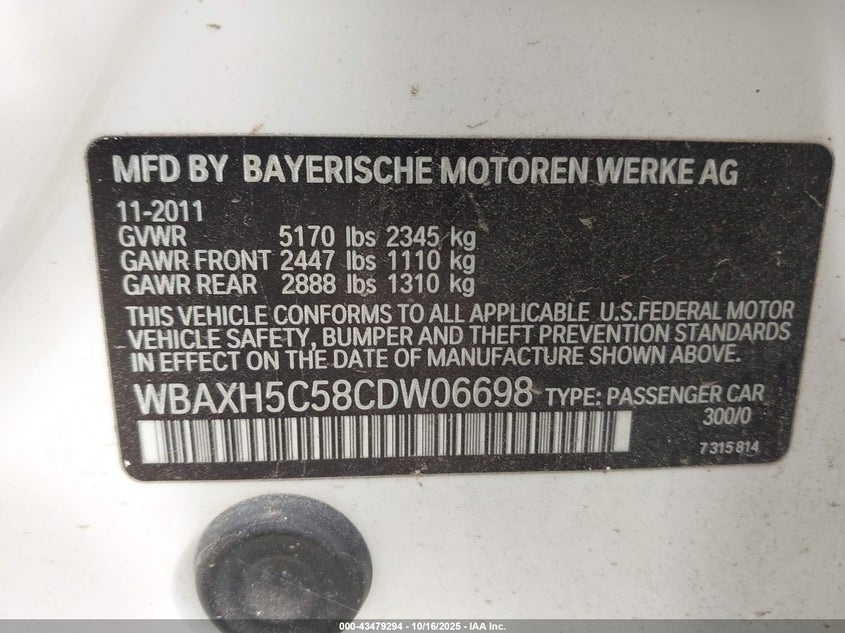 MFD BY BAYERISCHE MOTOREN WERKE AG
11-2011
GVWR 5170 lbs 2345 kg
GAWR FRONT 2447 lbs 1110 kg
GAWR REAR 2888 lbs 1310 kg
THIS VEHICLE CONFORMS TO ALL APPLICABLE U.S.FEDERAL MOTOR
VEHICLE SAFETY, BUMPER AND THEFT PREVENTION STANDARDS
IN EFFECT ON THE DATE OF MANUFACTURE SHOWN ABOVE.
WBAXH5C58CDW06698 TYPE: PASSENGER CAR
300/0
7315814
000-43479294 - 10/16/2025 - IAA Inc.